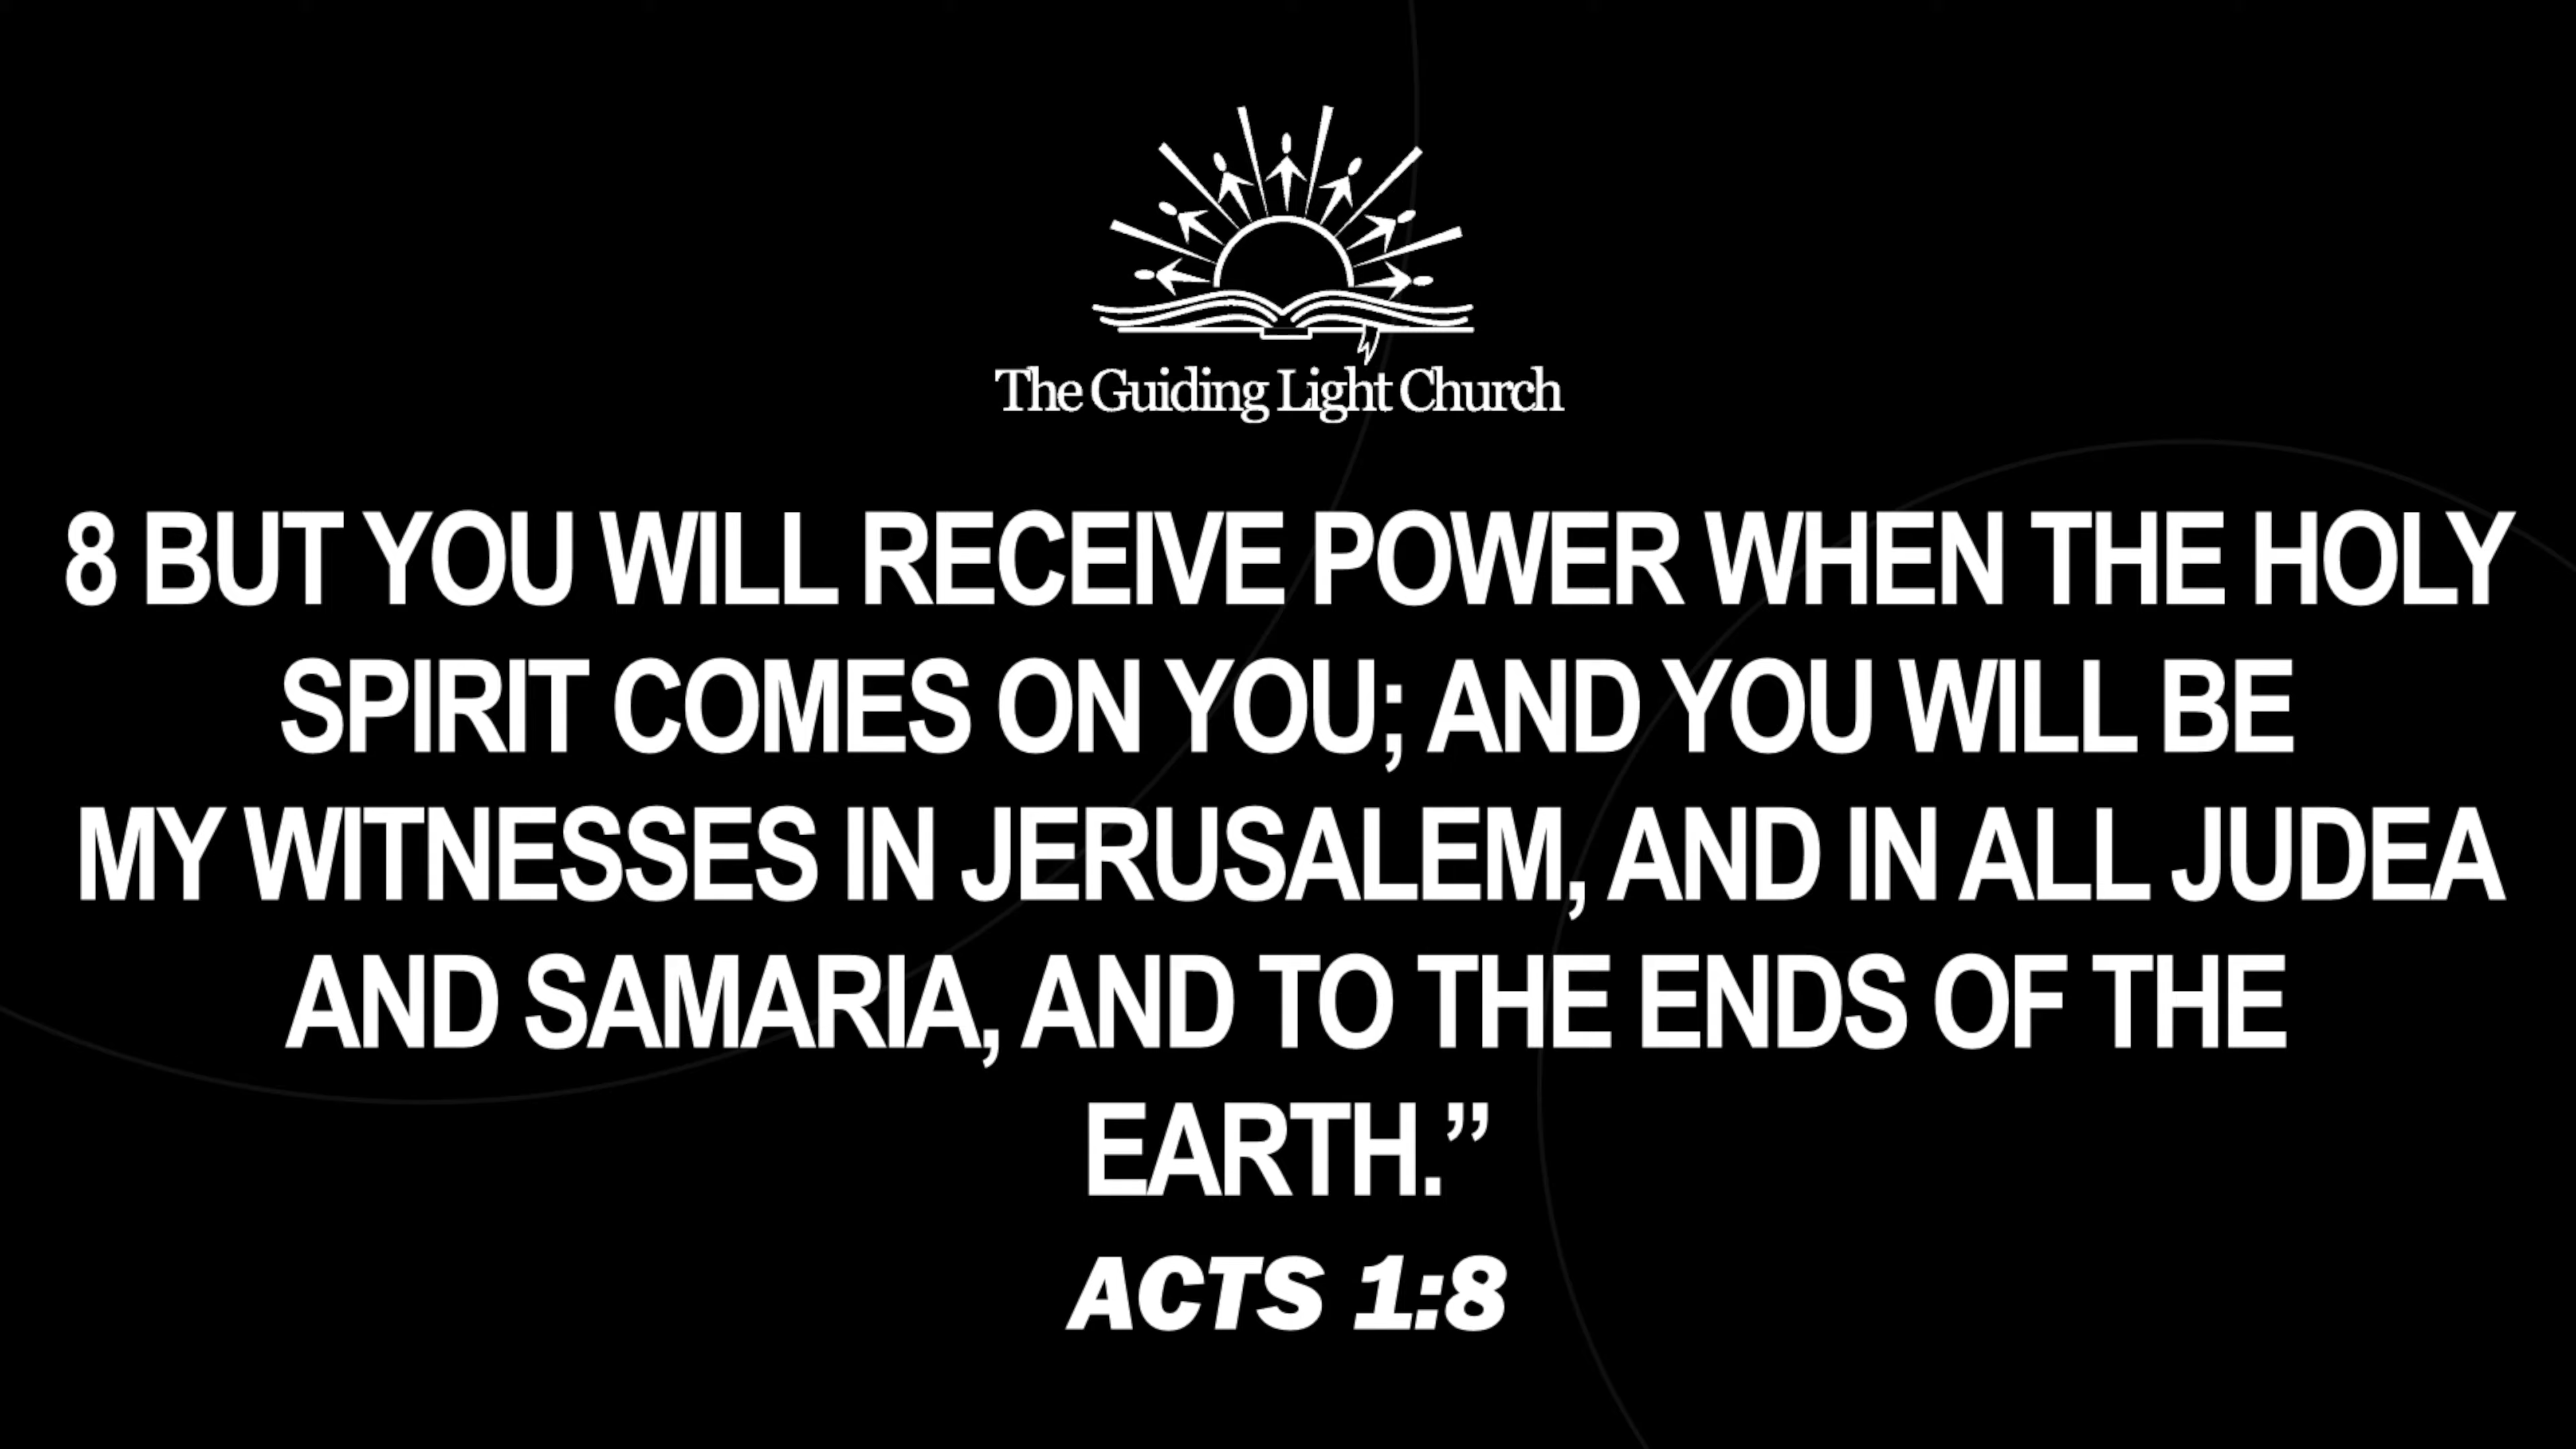 The Guiding Light Church
8 BUT YOU WILL RECEIVE POWER WHEN THE HOLY
SPIRIT COMES ON YOU; AND YOU WILL BE
MY WITNESSES IN JERUSALEM, AND IN ALL JUDEA
AND SAMARIA, AND TO THE ENDS OF THE
EARTH.”
ACTS 1:8